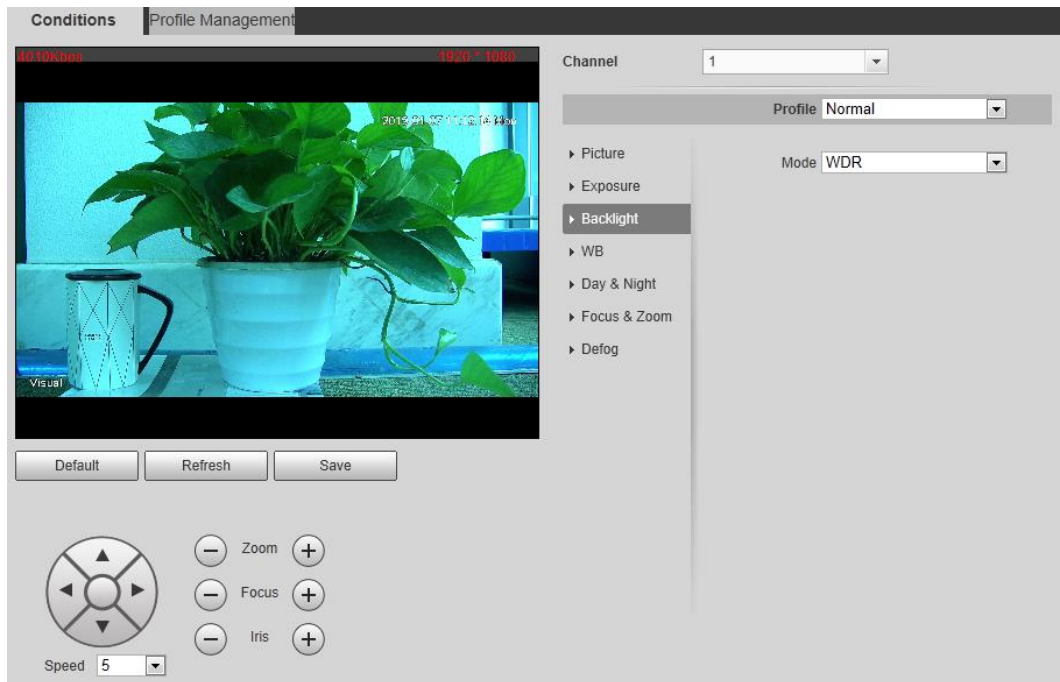 Conditions
Profile Management
4010Kbps
1920 * 1080
Visual
Default
Refresh
Save
Zoom
Focus
Iris
Speed 5
Channel 1
Profile Normal
Picture
Exposure
Backlight
WB
Day & Night
Focus & Zoom
Defog
Mode WDR